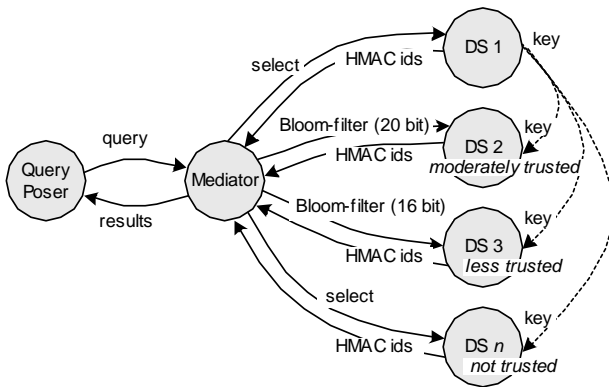 DS 1
key
select
HMAC ids
Bloom-filter (20 bit)
key
query
HMAC ids
DS 2
moderately trusted
Query
Poser
Mediator
Bloom-filter (16 bit)
key
results
DS 3
HMAC ids
less trusted
select
key
HMAC ids
DS n
not trusted